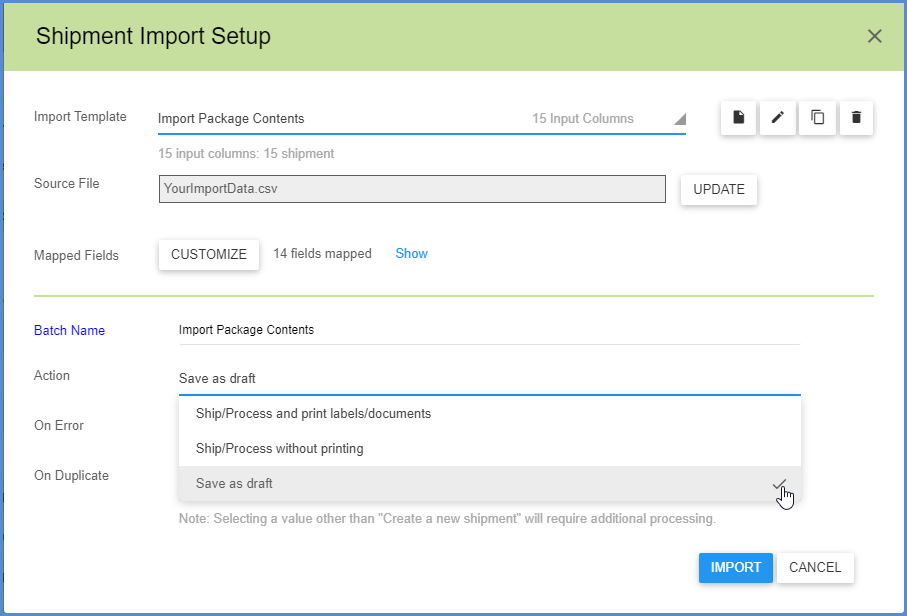 Shipment Import Setup
Import Template Import Package Contents 15 Input Columns
15 input columns: 15 shipment
Source File YourImportData.csv UPDATE
Mapped Fields CUSTOMIZE 14 fields mapped Show
Batch Name Import Package Contents
Action Save as draft
Ship/Process and print labels/documents
On Error
Ship/Process without printing
On Duplicate
Save as draft
Note: Selecting a value other than "Create a new shipment" will require additional processing.
IMPORT CANCEL